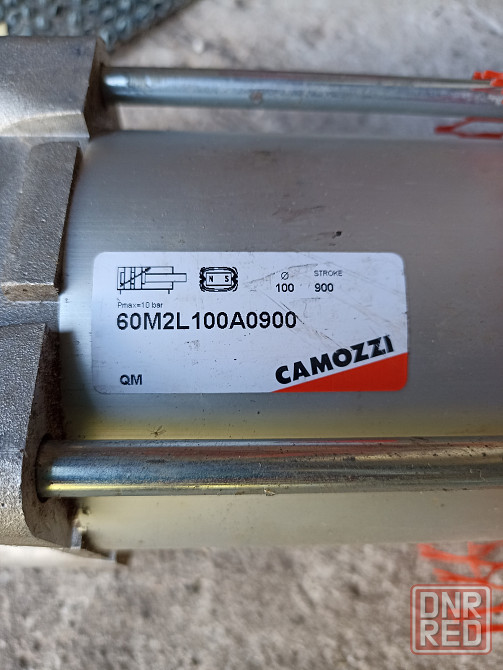 N S
Ø STROKE
100 900
Pmax=10 bar
60M2L100A0900
QM
CAMOZZI
DNR
RED